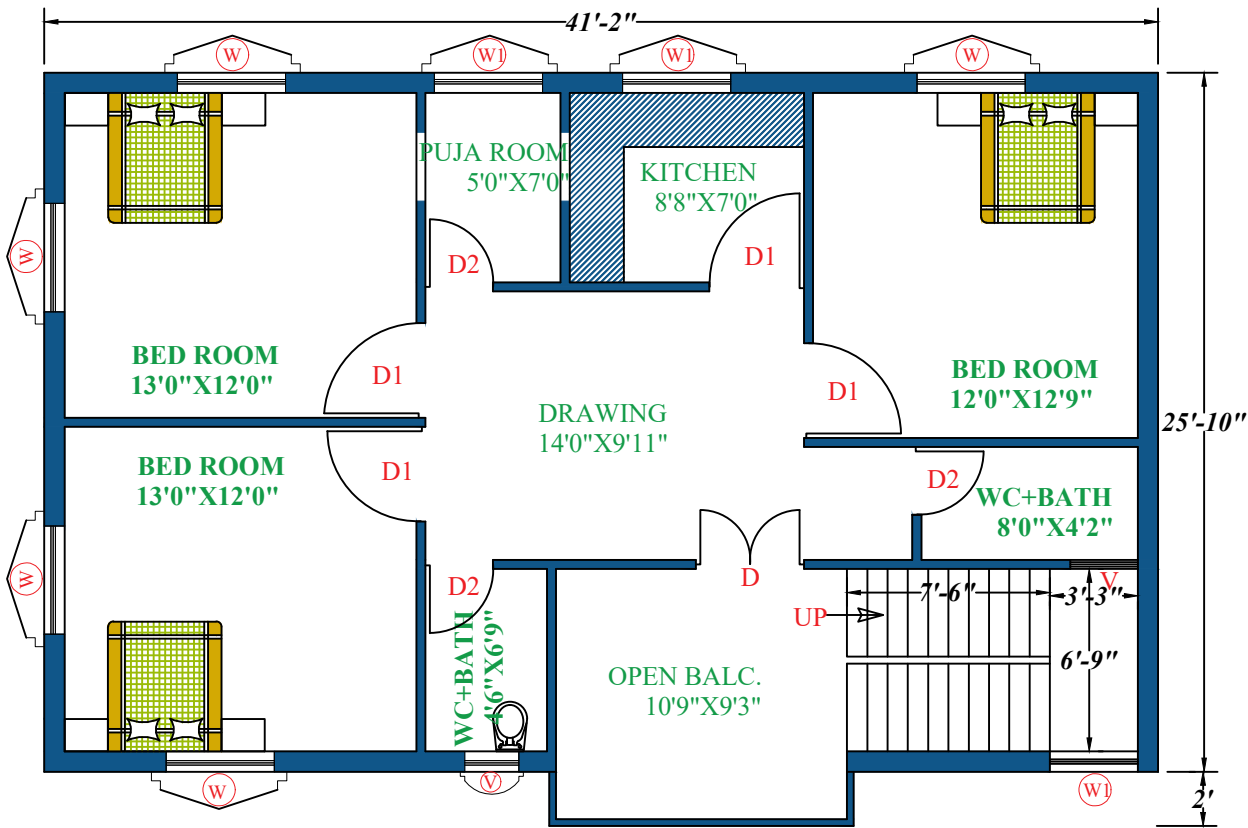 41'-2"
W
W1
W1
W
PUJA ROOM
5'0"X7'0"
KITCHEN
8'8"X7'0"
W
D2
D1
BED ROOM
13'0"X12'0"
D1
D1
BED ROOM
12'0"X12'9"
DRAWING
14'0"X9'11"
25'-10"
BED ROOM
13'0"X12'0"
D1
D2
WC+BATH
8'0"X4'2"
W
D2
D
V
7'-6"
3'-3"
UP
WC+BATH
4'6"X6'9"
6'-9"
OPEN BALC.
10'9"X9'3"
W
V
W1
2'